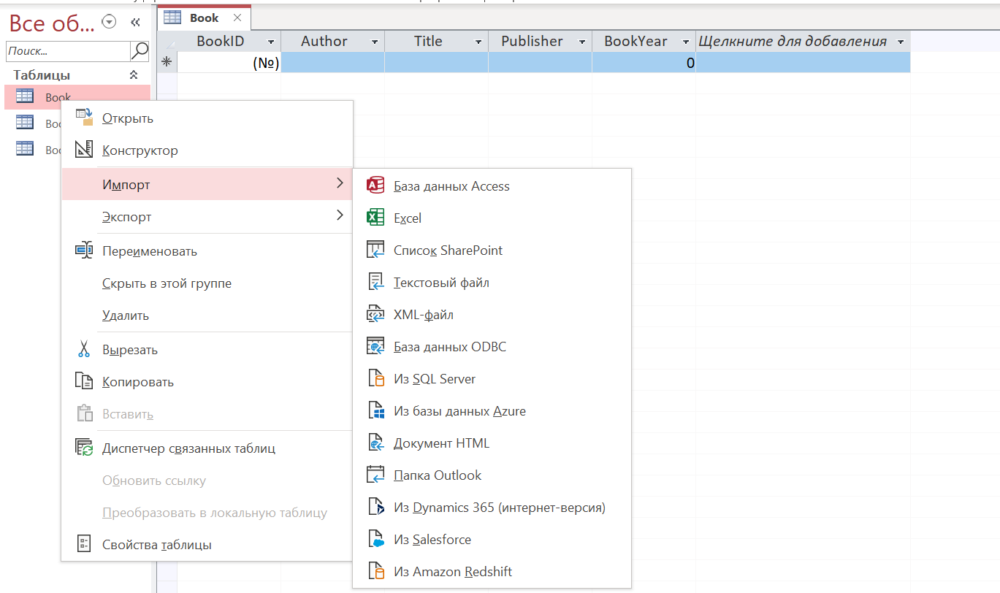 Все об...
Поиск...
Таблицы
Book
Book
BookID Author Title Publisher BookYear Щелкните для добавления
(№) 0
Открыть
Конструктор
Импорт
Экспорт
Переименовать
Скрыть в этой группе
Удалить
Вырезать
Копировать
Вставить
Диспетчер связанных таблиц
Обновить ссылку
Преобразовать в локальную таблицу
Свойства таблицы
База данных Access
Excel
Список SharePoint
Текстовый файл
XML-файл
База данных ODBC
Из SQL Server
Из базы данных Azure
Документ HTML
Папка Outlook
Из Dynamics 365 (интернет-версия)
Из Salesforce
Из Amazon Redshift